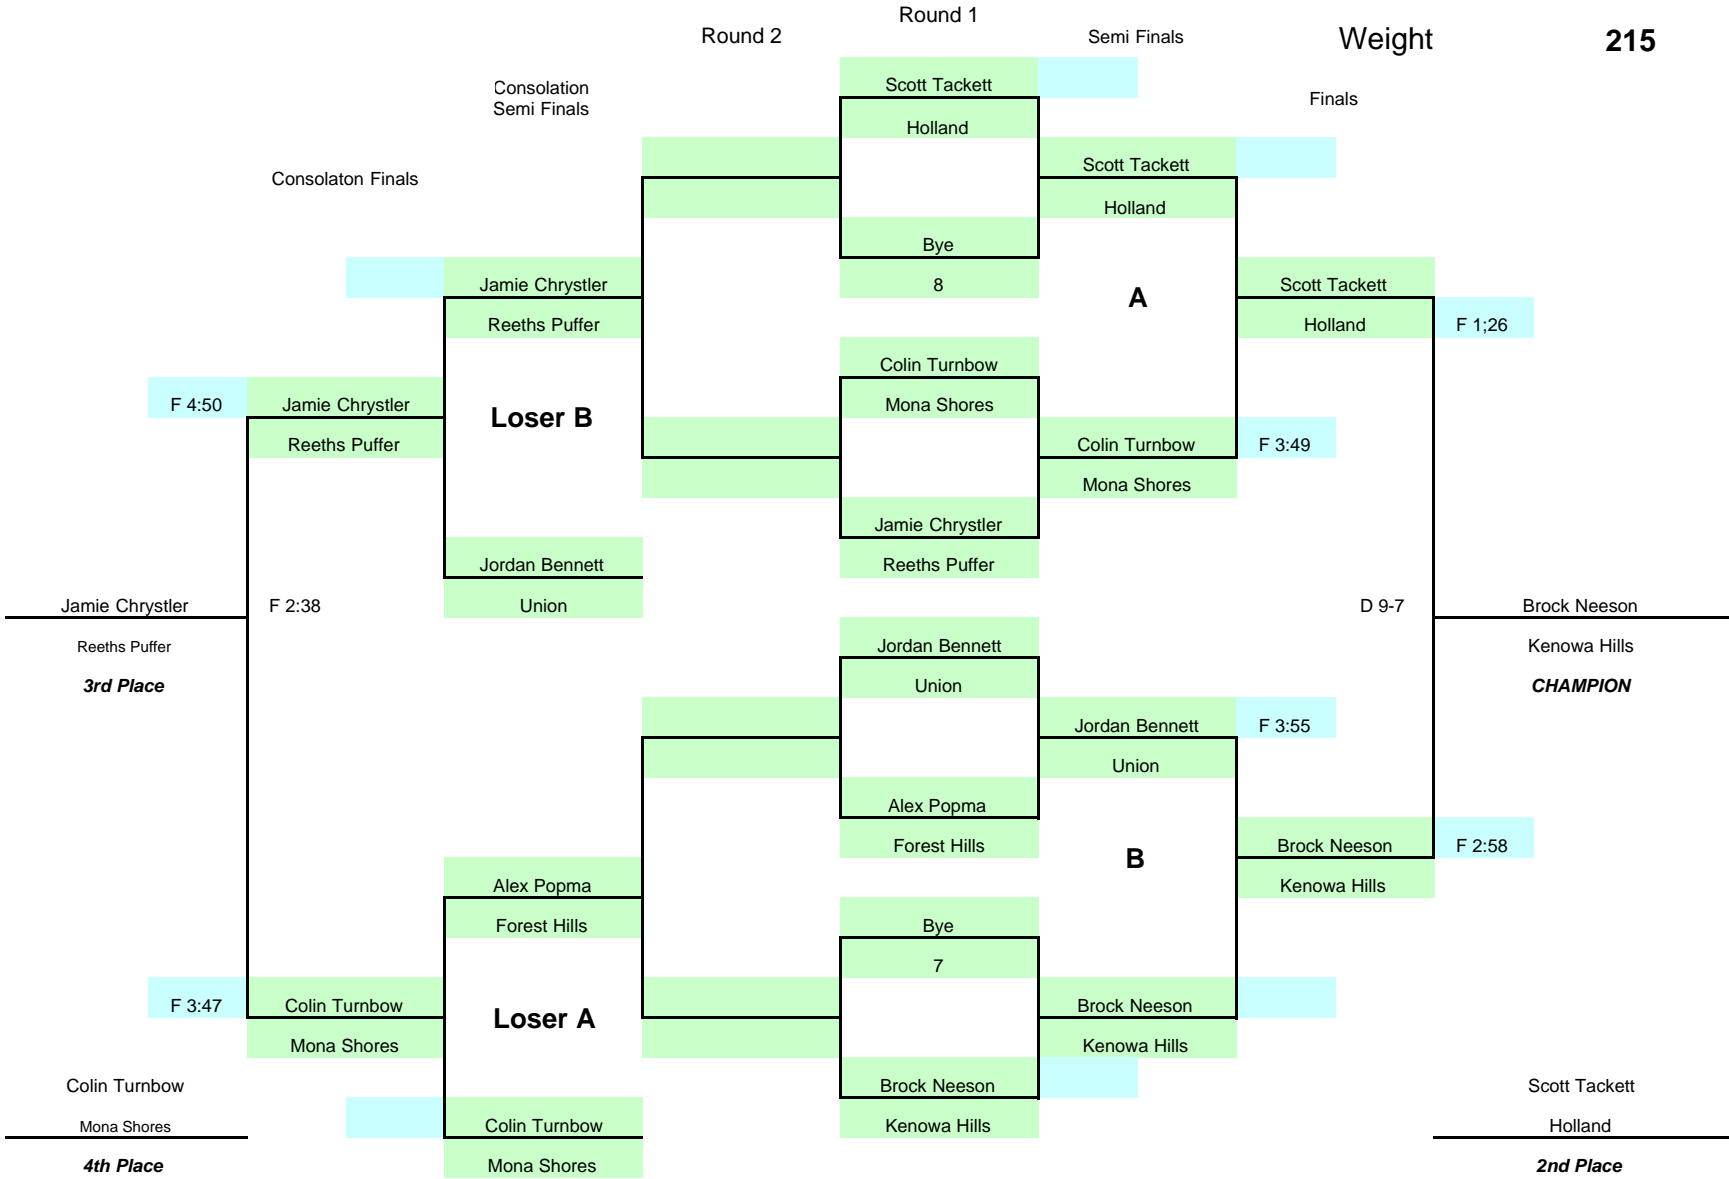 Round 1
Round 2
Semi Finals
Weight
215
Consolation
Semi Finals
Finals
Consolaton Finals
Scott Tackett
Holland
Bye
8
Colin Turnbow
Mona Shores
Jamie Chrystler
Reeths Puffer
Jordan Bennett
Union
Alex Popma
Forest Hills
Bye
7
Brock Neeson
Kenowa Hills
Scott Tackett
Holland
A
Colin Turnbow
F 3:49
Mona Shores
Jordan Bennett
F 3:55
Union
B
Brock Neeson
Kenowa Hills
Scott Tackett
Holland
F 1;26
D 9-7
Brock Neeson
F 2:58
Kenowa Hills
Brock Neeson
Kenowa Hills
CHAMPION
Scott Tackett
Holland
2nd Place
Jamie Chrystler
Reeths Puffer
Loser B
Jordan Bennett
Union
Alex Popma
Forest Hills
Loser A
Colin Turnbow
Mona Shores
F 4:50
Jamie Chrystler
Reeths Puffer
F 2:38
F 3:47
Colin Turnbow
Mona Shores
Jamie Chrystler
Reeths Puffer
3rd Place
Colin Turnbow
Mona Shores
4th Place